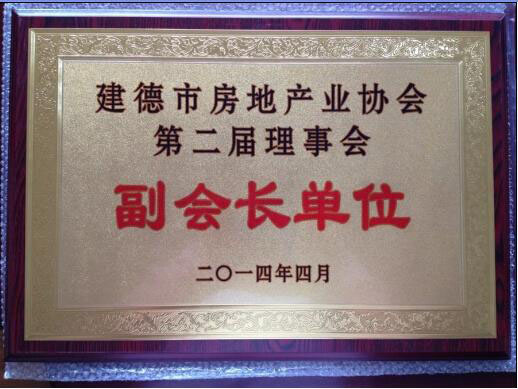 建德市房地产业协会
第二届理事会
副会长单位
二〇一四年四月